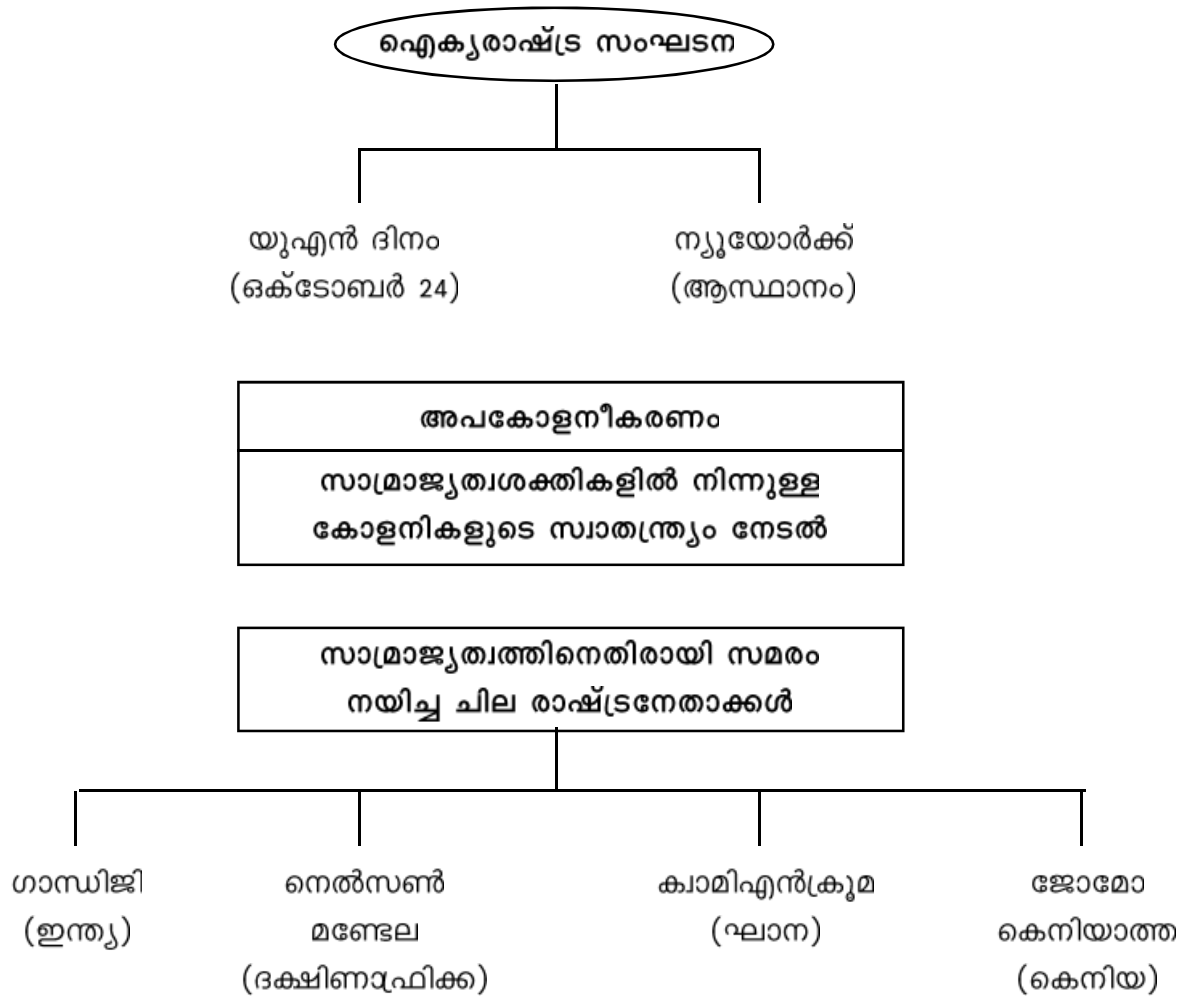 ഐക്യരാഷ്ട്ര സംഘടന
യുഎൻ ദിനം
(ഒക്ടോബർ 24)
ന്യൂയോർക്ക്
(ആസ്ഥാനം)
അപകോളനീകരണം
സാമ്രാജ്യത്വശക്തികളിൽ നിന്നുള്ള
കോളനികളുടെ സ്വാതന്ത്ര്യം നേടൽ
സാമ്രാജ്യത്വത്തിനെതിരായി സമരം
നയിച്ച ചില രാഷ്ട്രനേതാക്കൾ
ഗാന്ധിജി
(ഇന്ത്യ)
നെൽസൺ
മണ്ടേല
(ദക്ഷിണാഫ്രിക്ക)
ക്വാമിഎൻക്രൂമ
(ഘാന)
ജോമോ
കെനിയാത്ത
(കെനിയ)